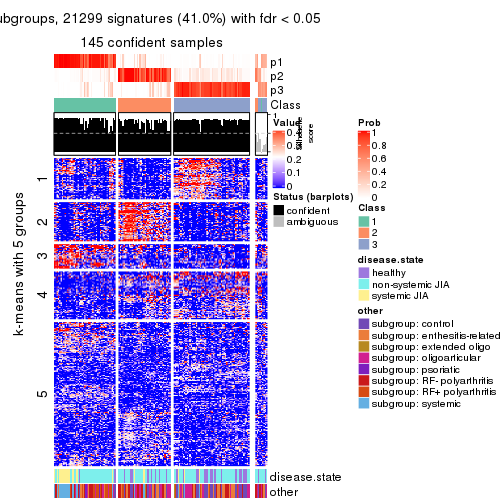 ubgroups, 21299 signatures (41.0%) with fdr < 0.05
145 confident samples
p1
p2
p3
Class
1
Silhouette
score
k-means with 5 groups
1
2
3
4
5
disease.state
other
Value
0.4
0.2
0.1
0
Status (barplots)
confident
ambiguous
Prob
1
0.8
0.6
0.4
0.2
0
Class
1
2
3
disease.state
healthy
non-systemic JIA
systemic JIA
other
subgroup: control
subgroup: enthesitis-related
subgroup: extended oligo
subgroup: oligoarticular
subgroup: psoriatic
subgroup: RF- polyarthritis
subgroup: RF+ polyarthritis
subgroup: systemic